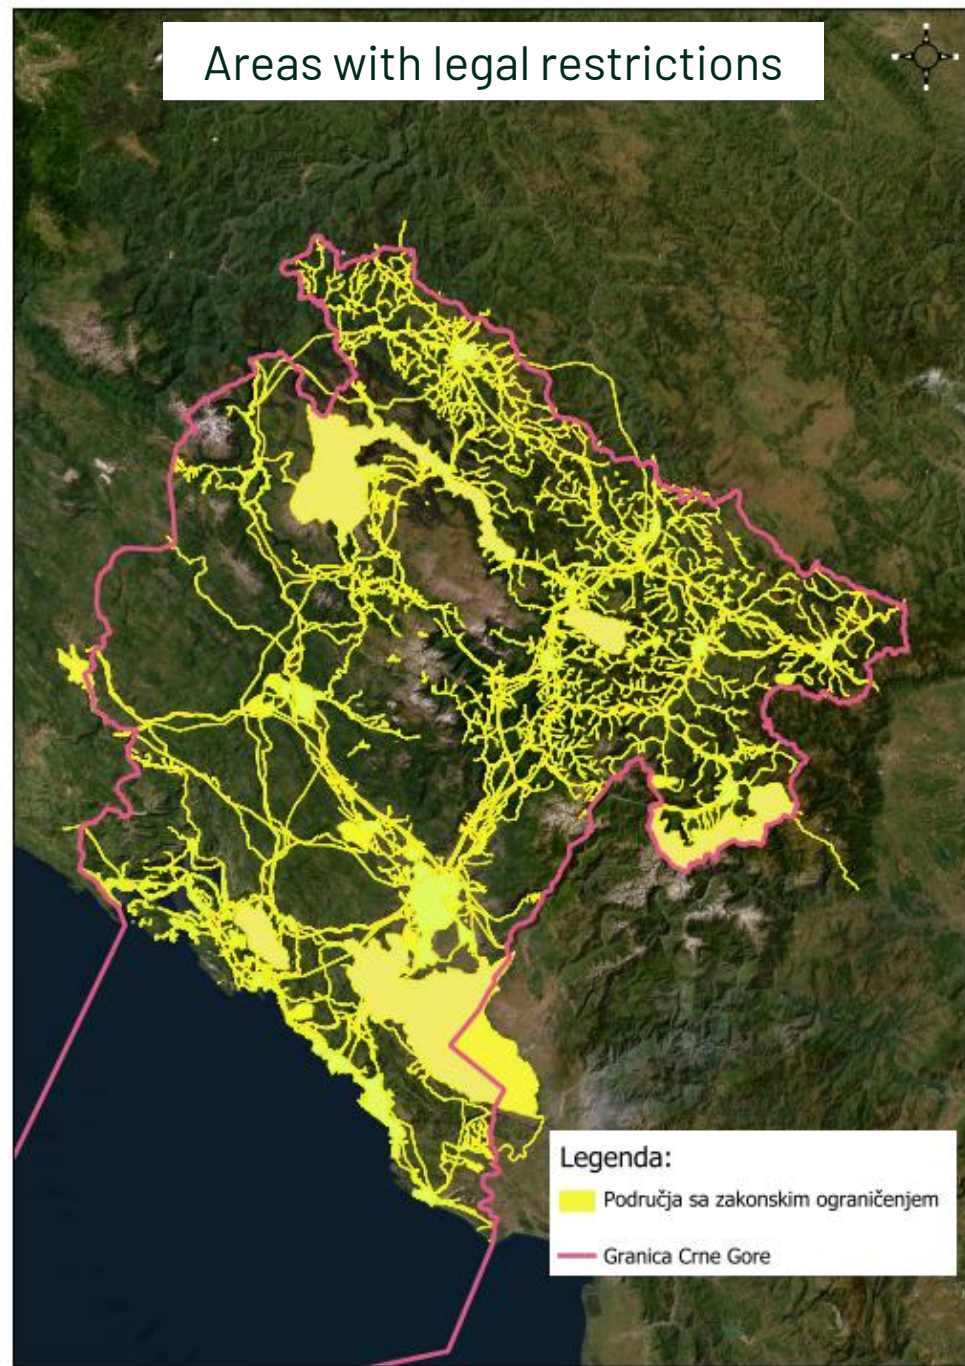 Areas with legal restrictions
Legenda:
Područja sa zakonskim ograničenjem
Granica Crne Gore